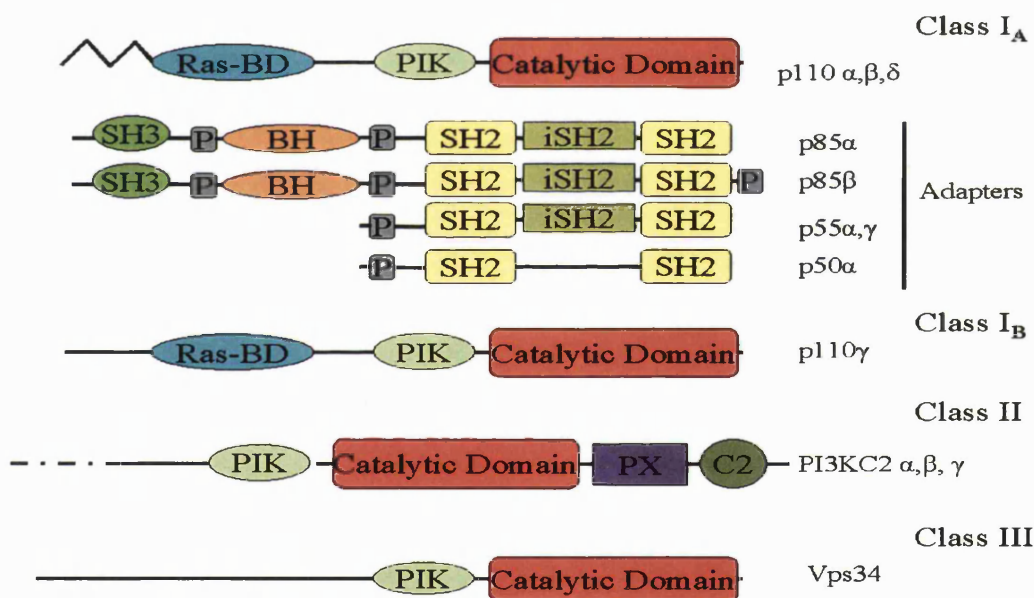 Class I_A
Ras-BD PIK Catalytic Domain
p110 α,β,δ
SH3 P BH P SH2 iSH2 SH2 p85α
SH3 P BH P SH2 iSH2 SH2 P p85β
Adapters
P SH2 iSH2 SH2 p55α,γ
P SH2 SH2 p50α
Class I_B
Ras-BD PIK Catalytic Domain p110γ
Class II
PIK Catalytic Domain PX C2 PI3KC2 α,β, γ
Class III
PIK Catalytic Domain Vps34